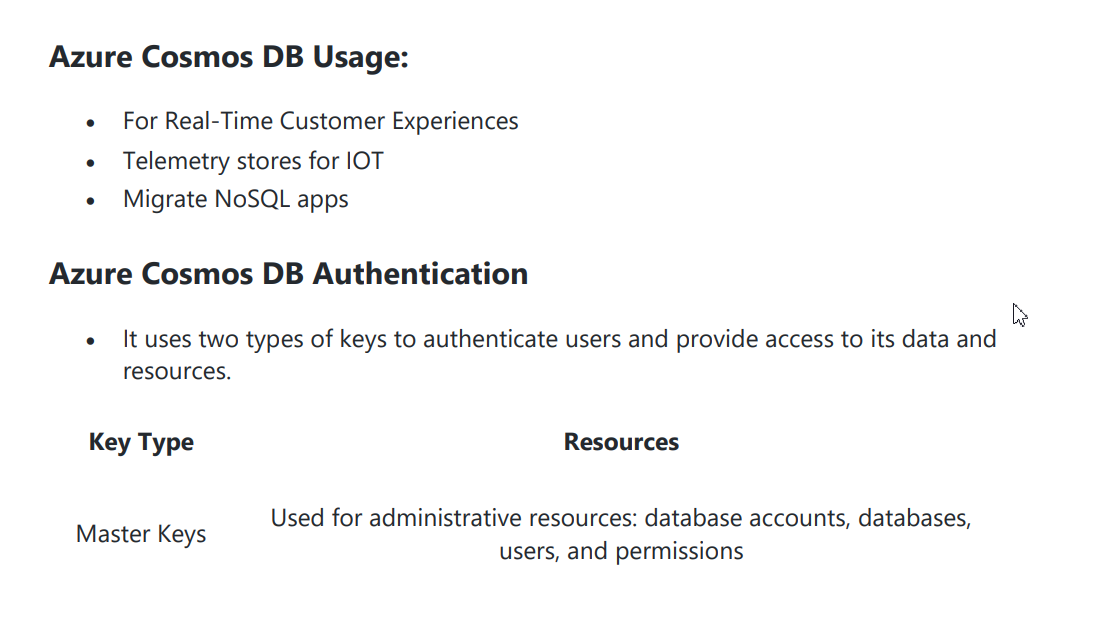 Azure Cosmos DB Usage:
• For Real-Time Customer Experiences
• Telemetry stores for IOT
• Migrate NoSQL apps
Azure Cosmos DB Authentication
• It uses two types of keys to authenticate users and provide access to its data and
resources.
Key Type Resources
Master Keys Used for administrative resources: database accounts, databases,
users, and permissions